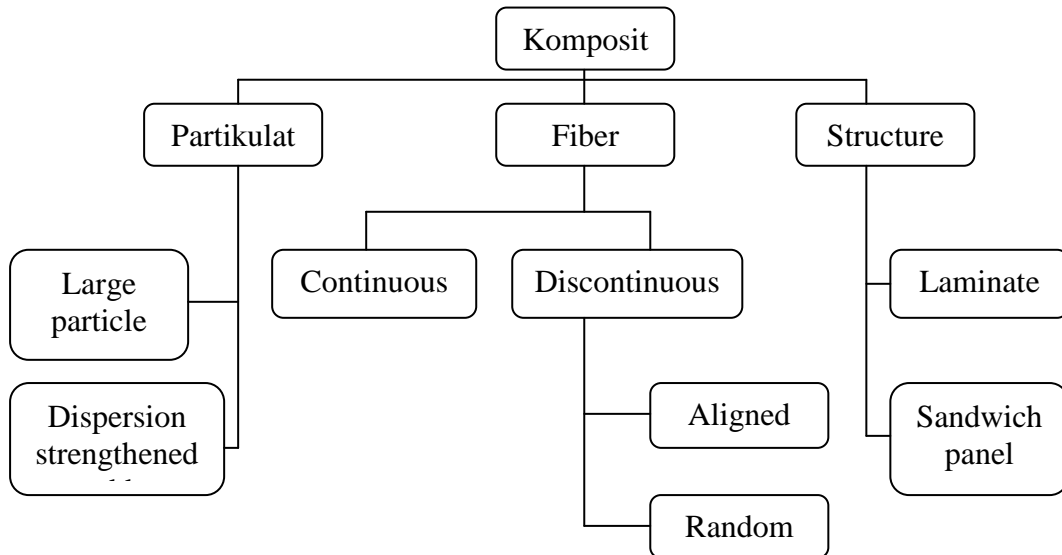 Komposit
Partikulat
Fiber
Structure
Large
particle
Continuous
Discontinuous
Laminate
Dispersion
strengthened
Aligned
Sandwich
panel
Random